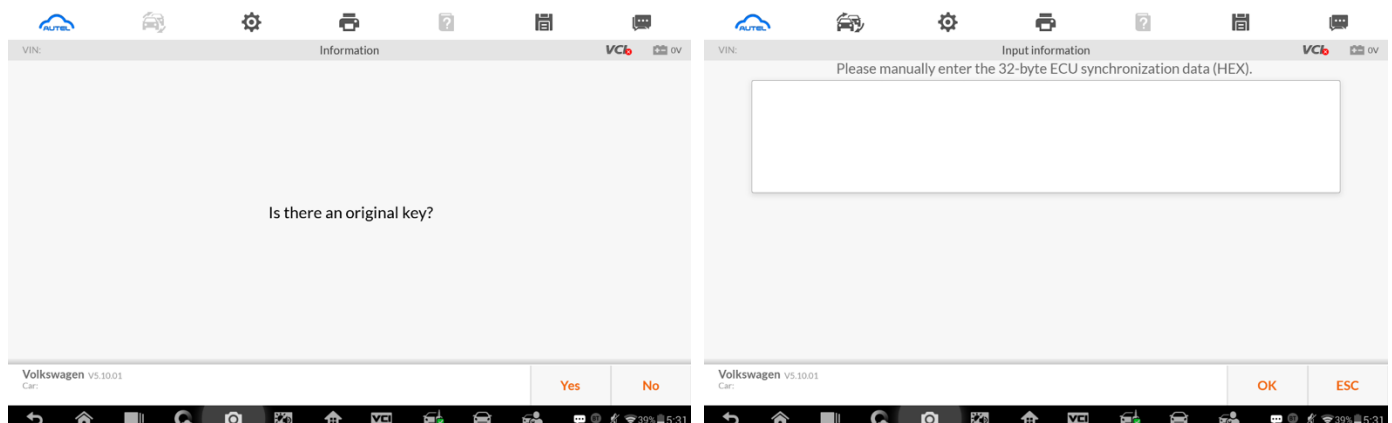 AUTEL
VIN:
Information
VCI
0V
Is there an original key?
Volkswagen V5.10.01
Car:
Yes
No
VCI
39% 5:31
AUTEL
VIN:
Input information
VCI
0V
Please manually enter the 32-byte ECU synchronization data (HEX).
Volkswagen V5.10.01
Car:
OK
ESC
VCI
39% 5:31